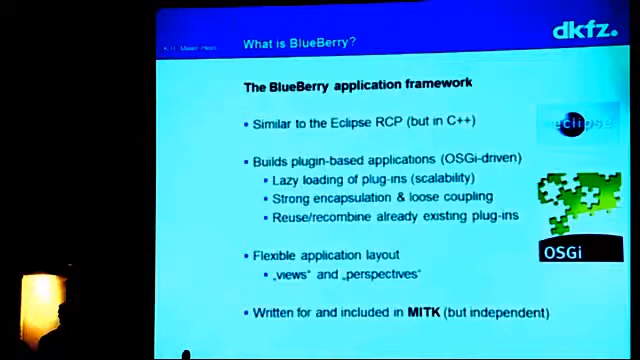 dkfz.
K.H. Maier-Hein
What is BlueBerry?
The BlueBerry application framework
• Similar to the Eclipse RCP (but in C++)
eclipse
• Builds plugin-based applications (OSGi-driven)
• Lazy loading of plug-ins (scalability)
• Strong encapsulation & loose coupling
• Reuse/recombine already existing plug-ins
OSGi
• Flexible application layout
• „views“ and „perspectives“
• Written for and included in MITK (but independent)